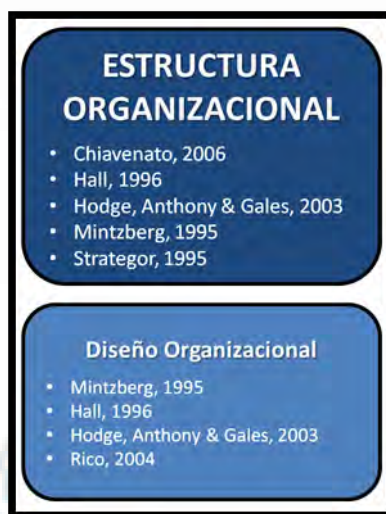 ESTRUCTURA
ORGANIZACIONAL
• Chiavenato, 2006
• Hall, 1996
• Hodge, Anthony & Gales, 2003
• Mintzberg, 1995
• Strategor, 1995
Diseño Organizacional
• Mintzberg, 1995
• Hall, 1996
• Hodge, Anthony & Gales, 2003
• Rico, 2004